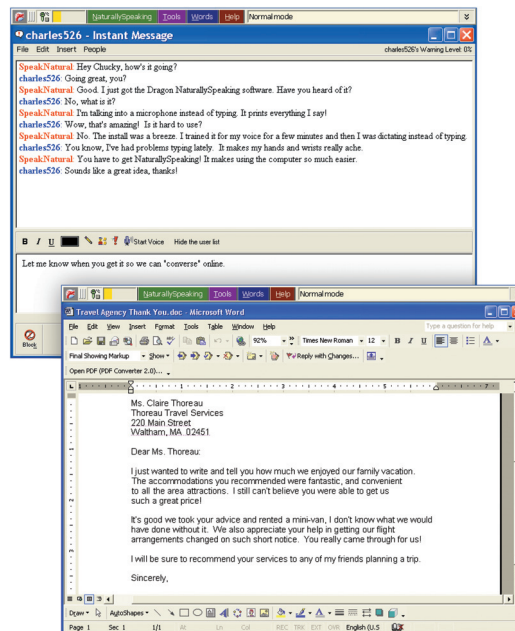 NaturallySpeaking Tools Words Help Normal mode
charles526 - Instant Message
File Edit Insert People charles526's Warning Level: 0%
SpeakNatural: Hey Chucky, how's it going?
charles526: Going great, you?
SpeakNatural: Good. I just got the Dragon NaturallySpeaking software. Have you heard of it?
charles526: No, what is it?
SpeakNatural: I'm talking into a microphone instead of typing. It prints everything I say!
charles526: Wow, that's amazing! Is it hard to use?
SpeakNatural: No. The install was a breeze. I trained it for my voice for a few minutes and then I was dictating instead of typing.
charles526: You know, I've had problems typing lately. It makes my hands and wrists really ache.
SpeakNatural: You have to get NaturallySpeaking! It makes using the computer so much easier.
charles526: Sounds like a great idea, thanks!
B I U Start Voice Hide the user list
Let me know when you get it so we can "converse" online.
Block
NaturallySpeaking Tools Words Help Normal mode
Travel Agency Thank You.doc - Microsoft Word
File Edit View Insert Format Tools Table Window Help Type a question for help
92% Times New Roman 12 B I U
Final Showing Markup Show Reply with Changes...
Open PDF (PDF Converter 2.0)...
1 2 3 4 5 7
Ms. Claire Thoreau
Thoreau Travel Services
220 Main Street
Waltham, MA 02451
Dear Ms. Thoreau:
I just wanted to write and tell you how much we enjoyed our family vacation.
The accommodations you recommended were fantastic, and convenient
to all the area attractions. I still can't believe you were able to get us
such a great price!
It's good we took your advice and rented a mini-van, I don't know what we would
have done without it. We also appreciate your help in getting our flight
arrangements changed on such short notice. You really came through for us!
I will be sure to recommend your services to any of my friends planning a trip.
Sincerely,
Draw AutoShapes
Page 1 Sec 1 1/1 At Ln Col REC TRK EXT OVR English (U.S